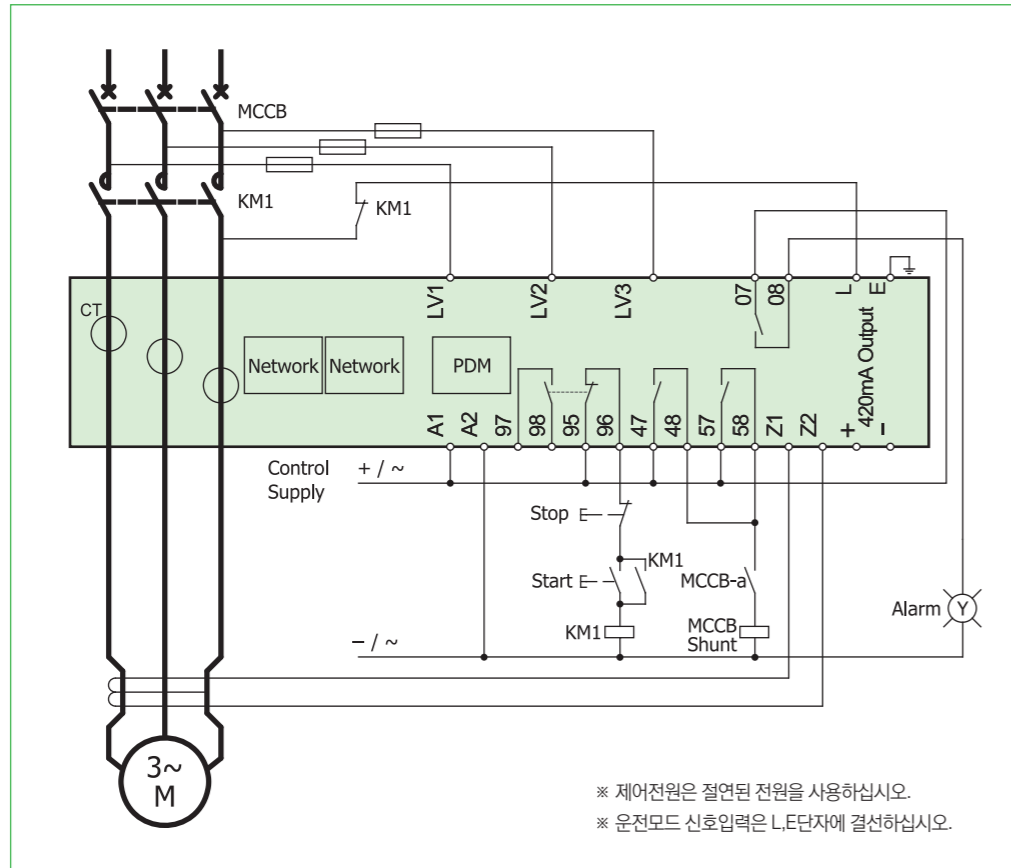 MCCB
KM1
KM1
CT
LV1
LV2
LV3
07
08
L
E
Network
Network
PDM
420mA Output
A1
A2
97
98
95
96
47
48
57
58
Z1
Z2
+
-
Control
Supply
+ / ~
Stop
Start
KM1
MCCB-a
Alarm
Y
KM1
MCCB
Shunt
− / ~
3~
M
※ 제어전원은 절연된 전원을 사용하십시오.
※ 운전모드 신호입력은 L,E단자에 결선하십시오.